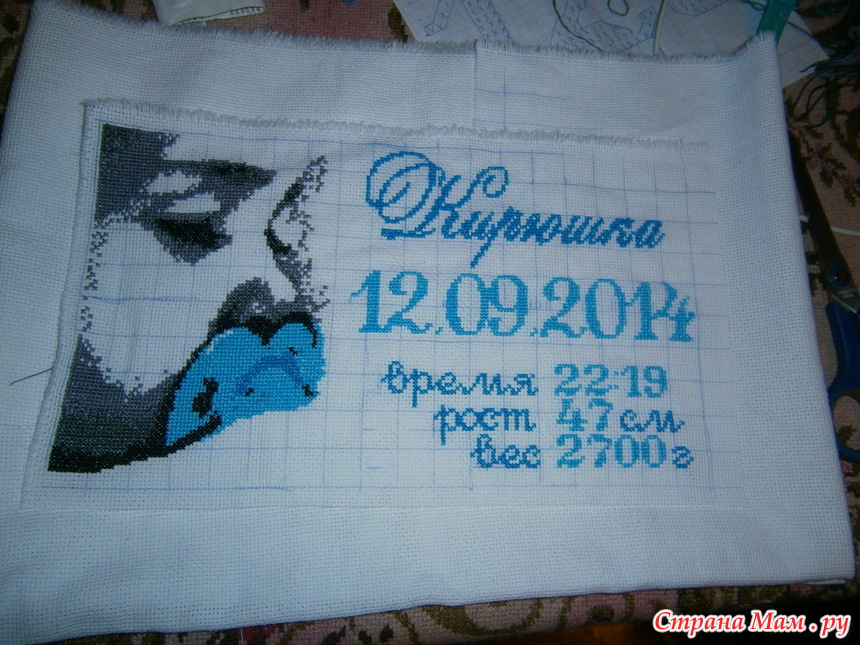 Кирюшка
12.09.2014
время 22:19
рост 47 см
вес 2700 г
Страна Мам.ру